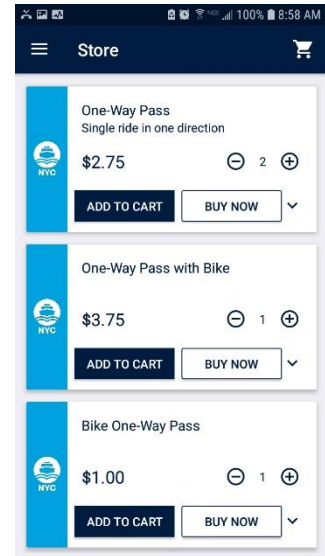 100% 8:58 AM
Store
One-Way Pass
Single ride in one direction
$2.75 2
ADD TO CART BUY NOW
NYC
One-Way Pass with Bike
$3.75 1
ADD TO CART BUY NOW
NYC
Bike One-Way Pass
$1.00 1
ADD TO CART BUY NOW
NYC